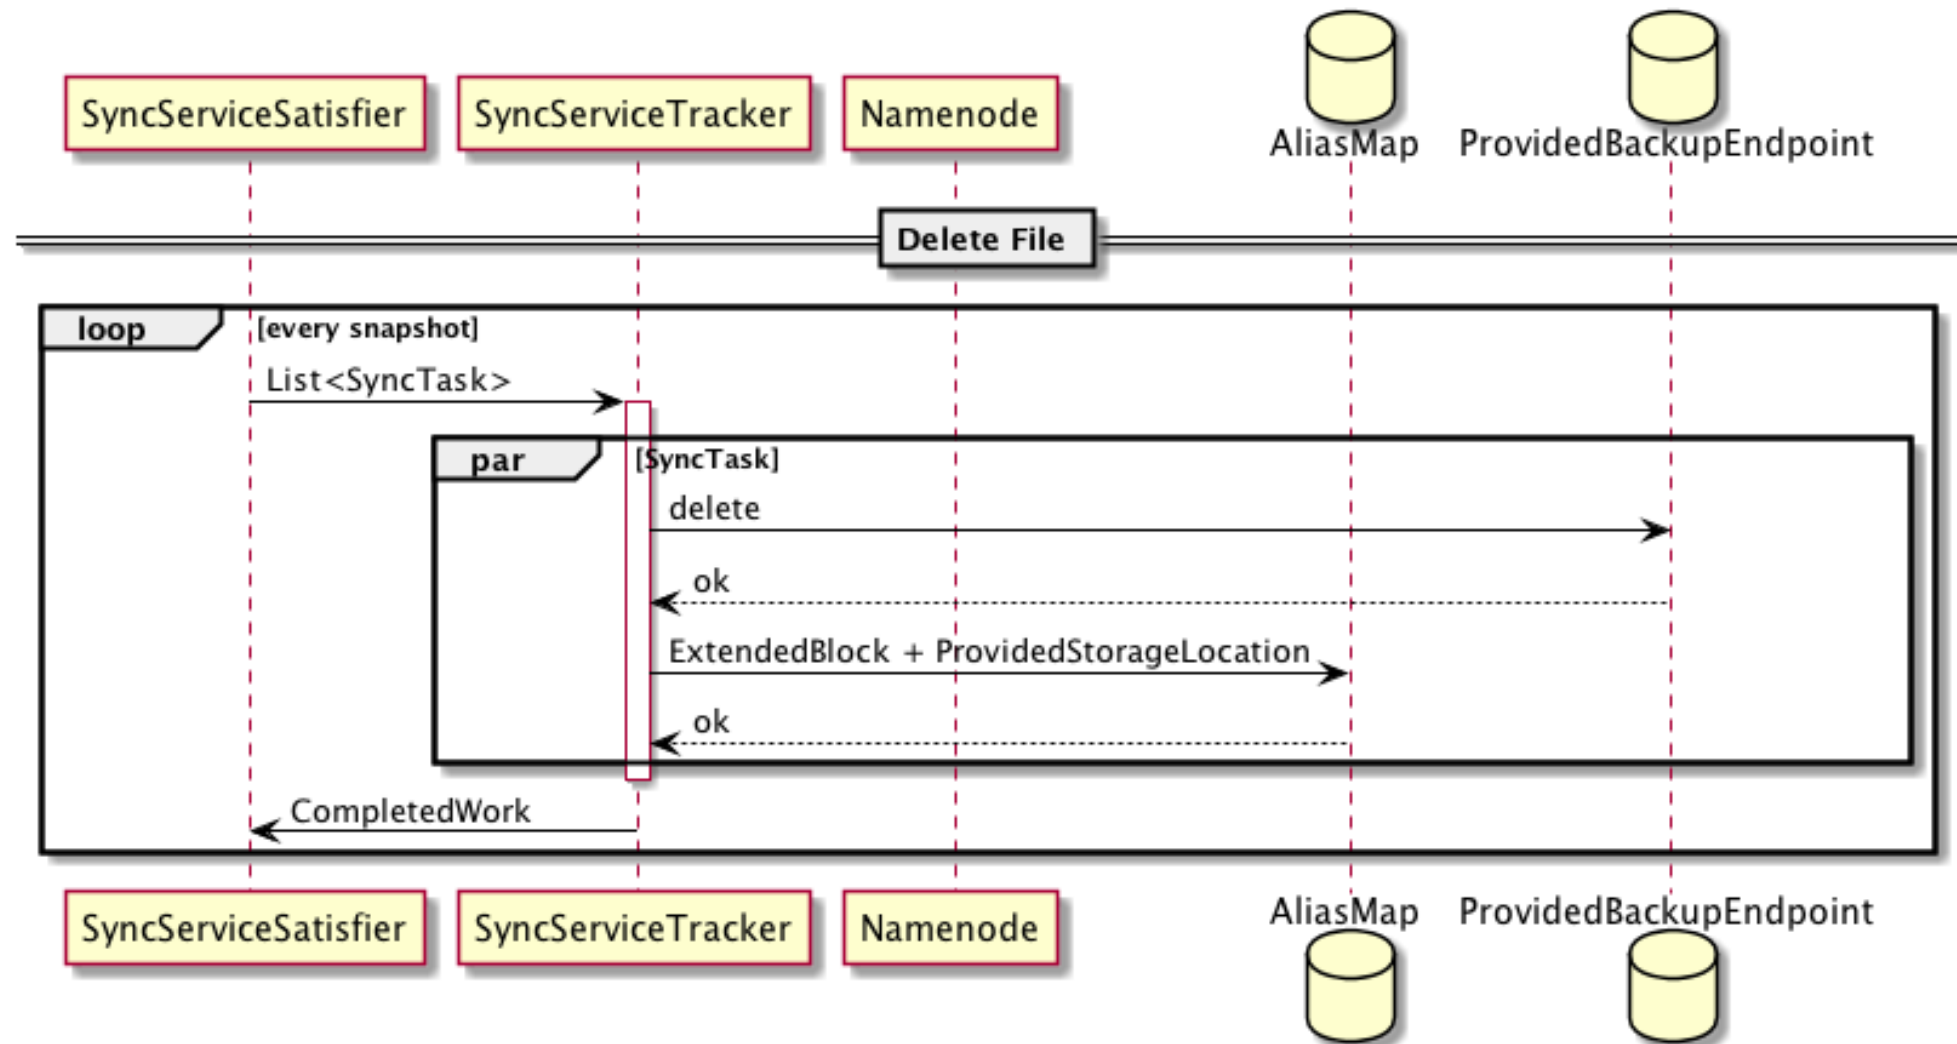 SyncServiceSatisfier
SyncServiceTracker
Namenode
AliasMap
ProvidedBackupEndpoint
Delete File
loop
[every snapshot]
List<SyncTask>
par
[SyncTask]
delete
ok
ExtendedBlock + ProvidedStorageLocation
ok
CompletedWork
SyncServiceSatisfier
SyncServiceTracker
Namenode
AliasMap
ProvidedBackupEndpoint